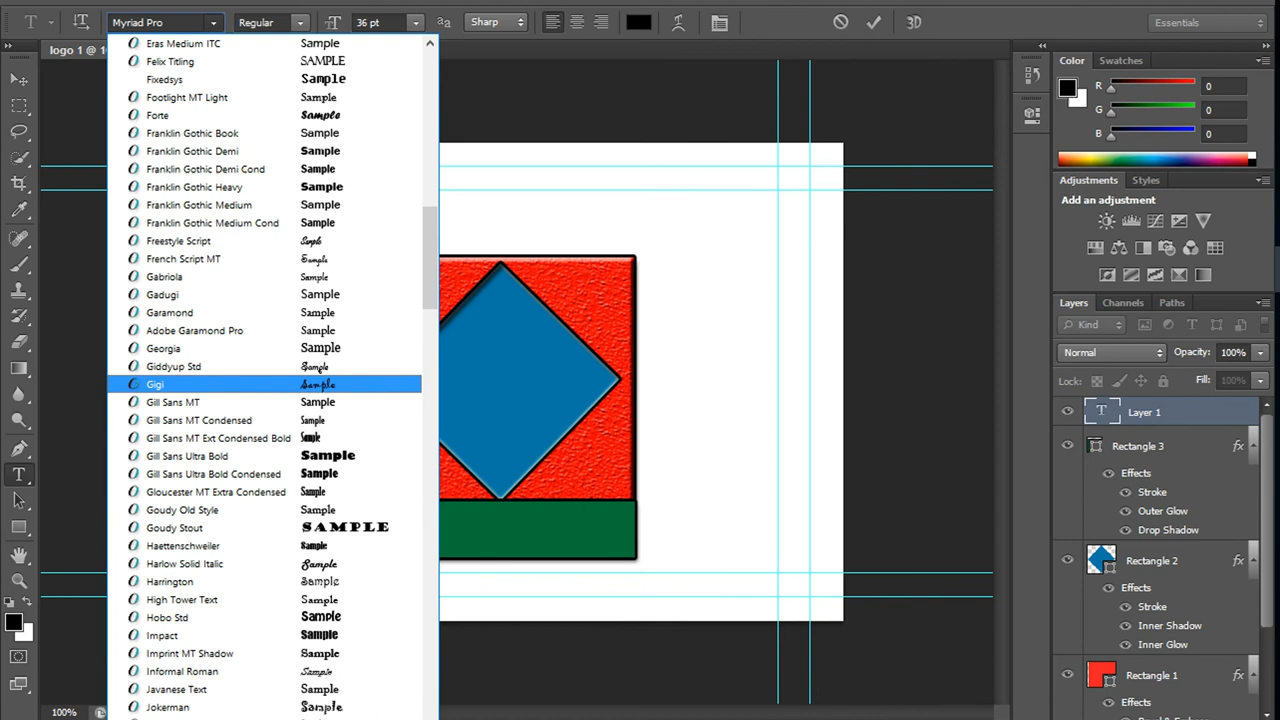 Myriad Pro Regular 36 pt Sharp 3D Essentials
logo 1 @ 10
Eras Medium ITC Sample
Felix Titling SAMPLE
Fixedsys Sample
Footlight MT Light Sample
Forte Sample
Franklin Gothic Book Sample
Franklin Gothic Demi Sample
Franklin Gothic Demi Cond Sample
Franklin Gothic Heavy Sample
Franklin Gothic Medium Sample
Franklin Gothic Medium Cond Sample
Freestyle Script Sample
French Script MT Sample
Gabriola Sample
Gadugi Sample
Garamond Sample
Adobe Garamond Pro Sample
Georgia Sample
Giddyup Std Sample
Gigi Sample
Gill Sans MT Sample
Gill Sans MT Condensed Sample
Gill Sans MT Ext Condensed Bold Sample
Gill Sans Ultra Bold Sample
Gill Sans Ultra Bold Condensed Sample
Gloucester MT Extra Condensed Sample
Goudy Old Style Sample
Goudy Stout SAMPLE
Haettenschweiler Sample
Harlow Solid Italic Sample
Harrington Sample
High Tower Text Sample
Hobo Std Sample
Impact Sample
Imprint MT Shadow Sample
Informal Roman Sample
Javanese Text Sample
Jokerman Sample
100%
Color Swatches
R 0
G 0
B 0
Adjustments Styles
Add an adjustment
Layers Channels Paths
Kind
Normal Opacity: 100%
Lock: Fill: 100%
T Layer 1
Rectangle 3 fx
Effects
Stroke
Outer Glow
Drop Shadow
Rectangle 2 fx
Effects
Stroke
Inner Shadow
Inner Glow
Rectangle 1 fx
Effects